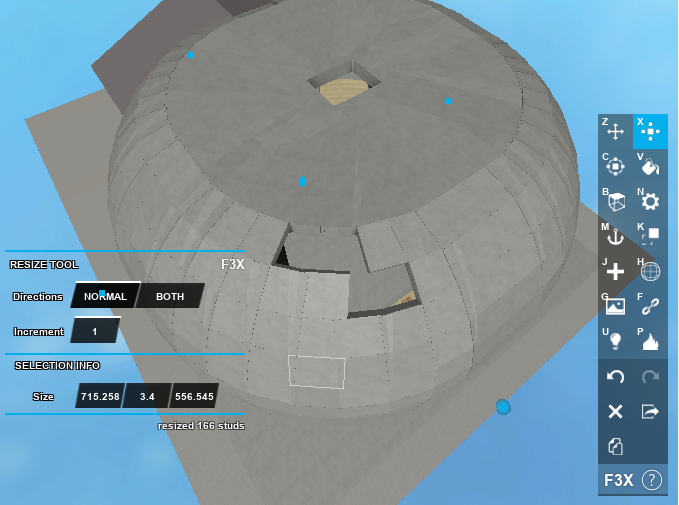 Z X
C V
B N
M K
J H
G F
U P
RESIZE TOOL F3X
Directions NORMAL BOTH
Increment 1
SELECTION INFO
Size 715.258 3.4 556.545
resized 166 studs
F3X ?